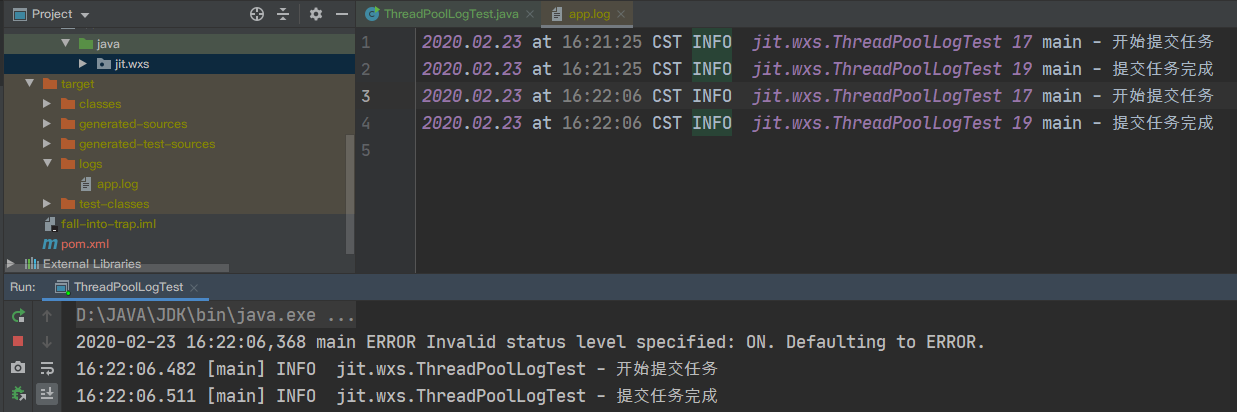 Project
ThreadPoolLogTest.java
app.log
java
jit.wxs
target
classes
generated-sources
generated-test-sources
logs
app.log
test-classes
fall-into-trap.iml
pom.xml
External Libraries
1 2020.02.23 at 16:21:25 CST INFO  jit.wxs.ThreadPoolLogTest 17 main - 开始提交任务
2 2020.02.23 at 16:21:25 CST INFO  jit.wxs.ThreadPoolLogTest 19 main - 提交任务完成
3 2020.02.23 at 16:22:06 CST INFO  jit.wxs.ThreadPoolLogTest 17 main - 开始提交任务
4 2020.02.23 at 16:22:06 CST INFO  jit.wxs.ThreadPoolLogTest 19 main - 提交任务完成
5
Run: ThreadPoolLogTest
D:\JAVA\JDK\bin\java.exe ...
2020-02-23 16:22:06,368 main ERROR Invalid status level specified: ON. Defaulting to ERROR.
16:22:06.482 [main] INFO  jit.wxs.ThreadPoolLogTest - 开始提交任务
16:22:06.511 [main] INFO  jit.wxs.ThreadPoolLogTest - 提交任务完成